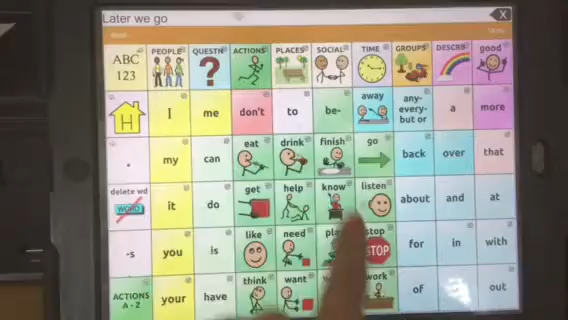 Later we go
X
ABC 123 PEOPLE QUESTN ACTIONS PLACES SOCIAL TIME GROUPS DESCRB good
H I me don't to be- away any- every- but or a more
. my can eat drink finish go back over that
delete wd WORD it do get help know listen about and at
-s you is like need stop STOP for in with
ACTIONS A - Z your have think want work of out